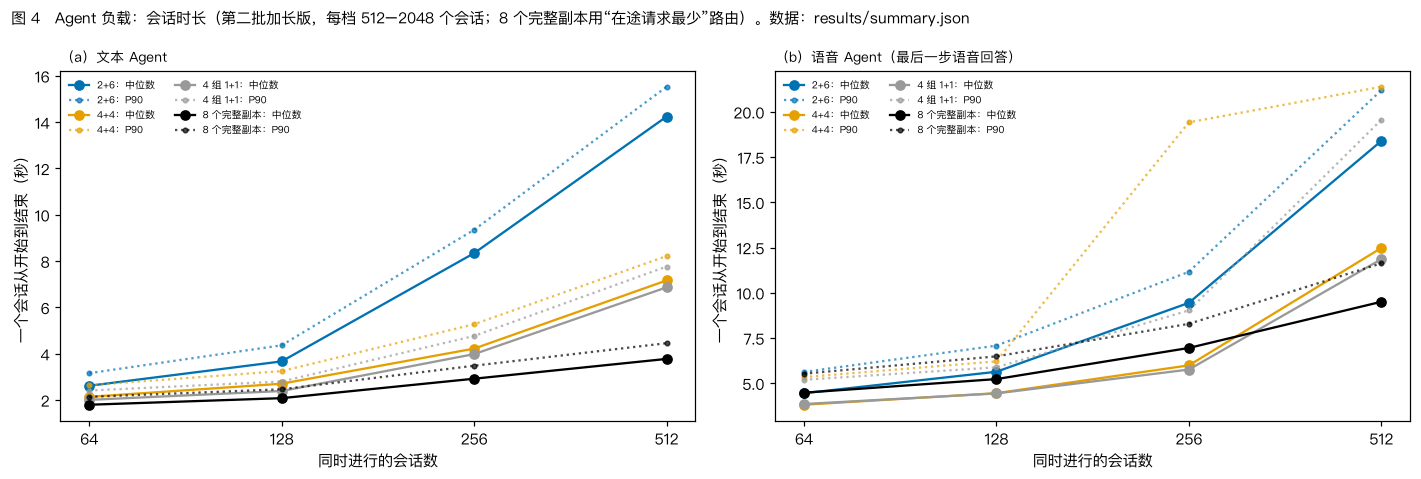 图 4　Agent 负载：会话时长（第二批加长版，每档 512—2048 个会话；8 个完整副本用“在途请求最少”路由）。数据：results/summary.json
（a）文本 Agent
一个会话从开始到结束（秒）
16
14
12
10
8
6
4
2
2+6：中位数
2+6：P90
4+4：中位数
4+4：P90
4 组 1+1：中位数
4 组 1+1：P90
8 个完整副本：中位数
8 个完整副本：P90
64
128
256
512
同时进行的会话数
（b）语音 Agent（最后一步语音回答）
一个会话从开始到结束（秒）
20.0
17.5
15.0
12.5
10.0
7.5
5.0
2+6：中位数
2+6：P90
4+4：中位数
4+4：P90
4 组 1+1：中位数
4 组 1+1：P90
8 个完整副本：中位数
8 个完整副本：P90
64
128
256
512
同时进行的会话数